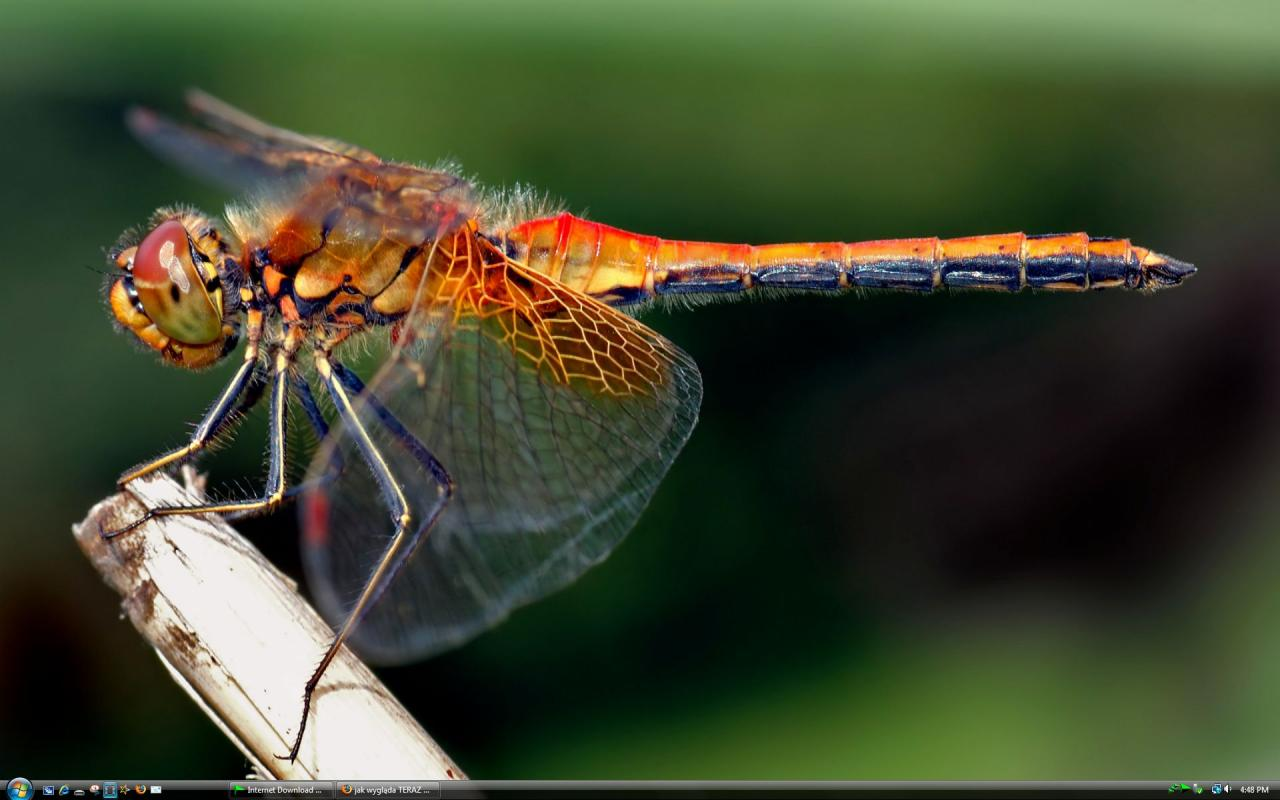 Internet Download ...
jak wygląda TERAZ ...
4:48 PM